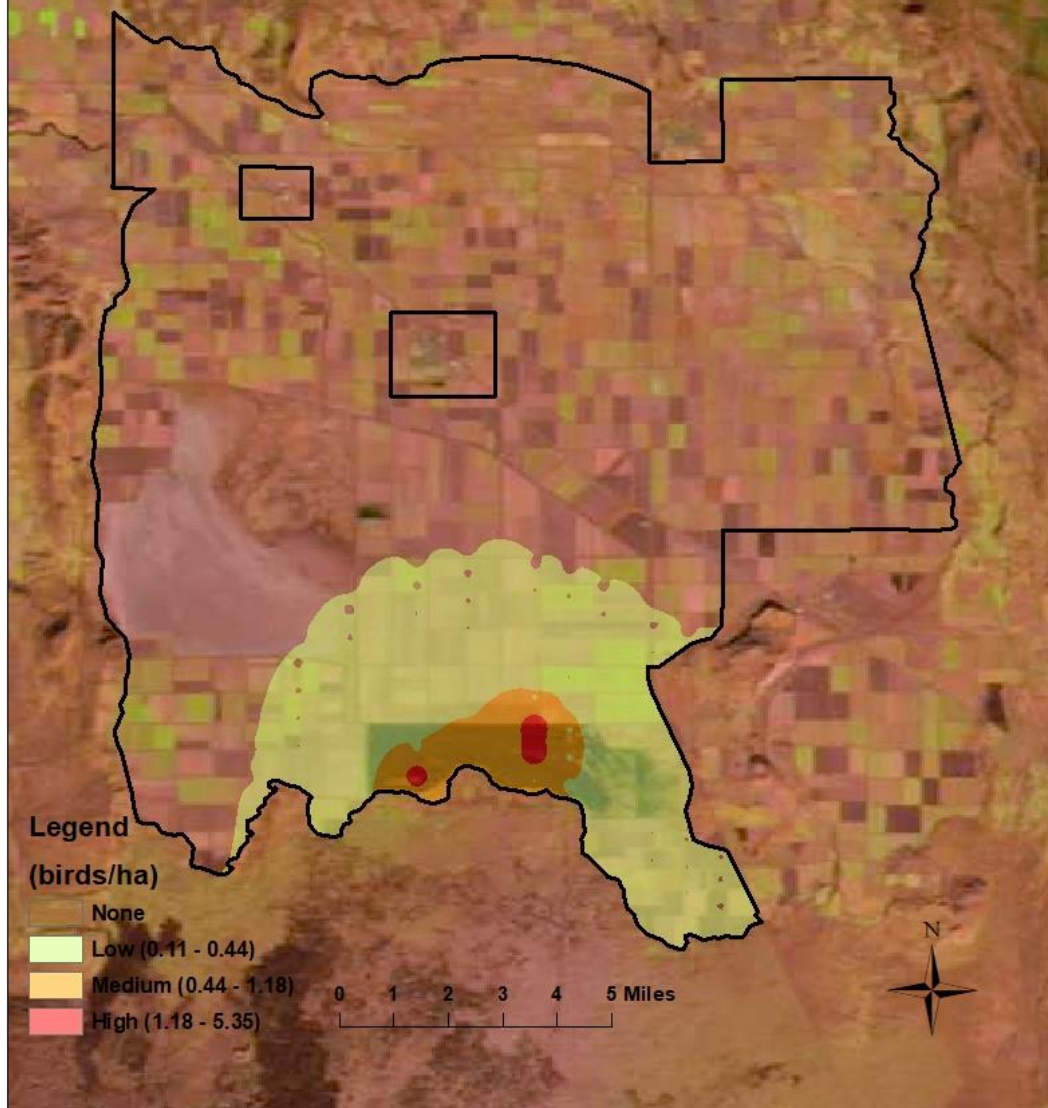 Legend
(birds/ha)
None
Low (0.11 - 0.44)
Medium (0.44 - 1.18)
High (1.18 - 5.35)
0 1 2 3 4 5 Miles
N